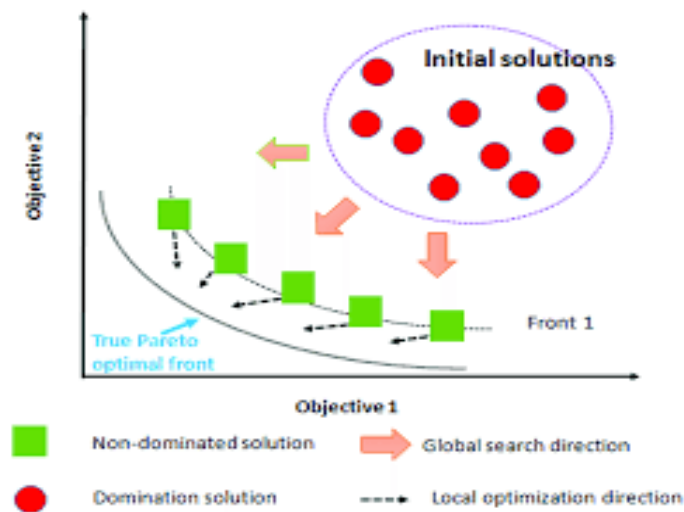 Initial solutions
Objective 2
Front 1
True Pareto
optimal front
Objective 1
Non-dominated solution
Global search direction
Domination solution
Local optimization direction